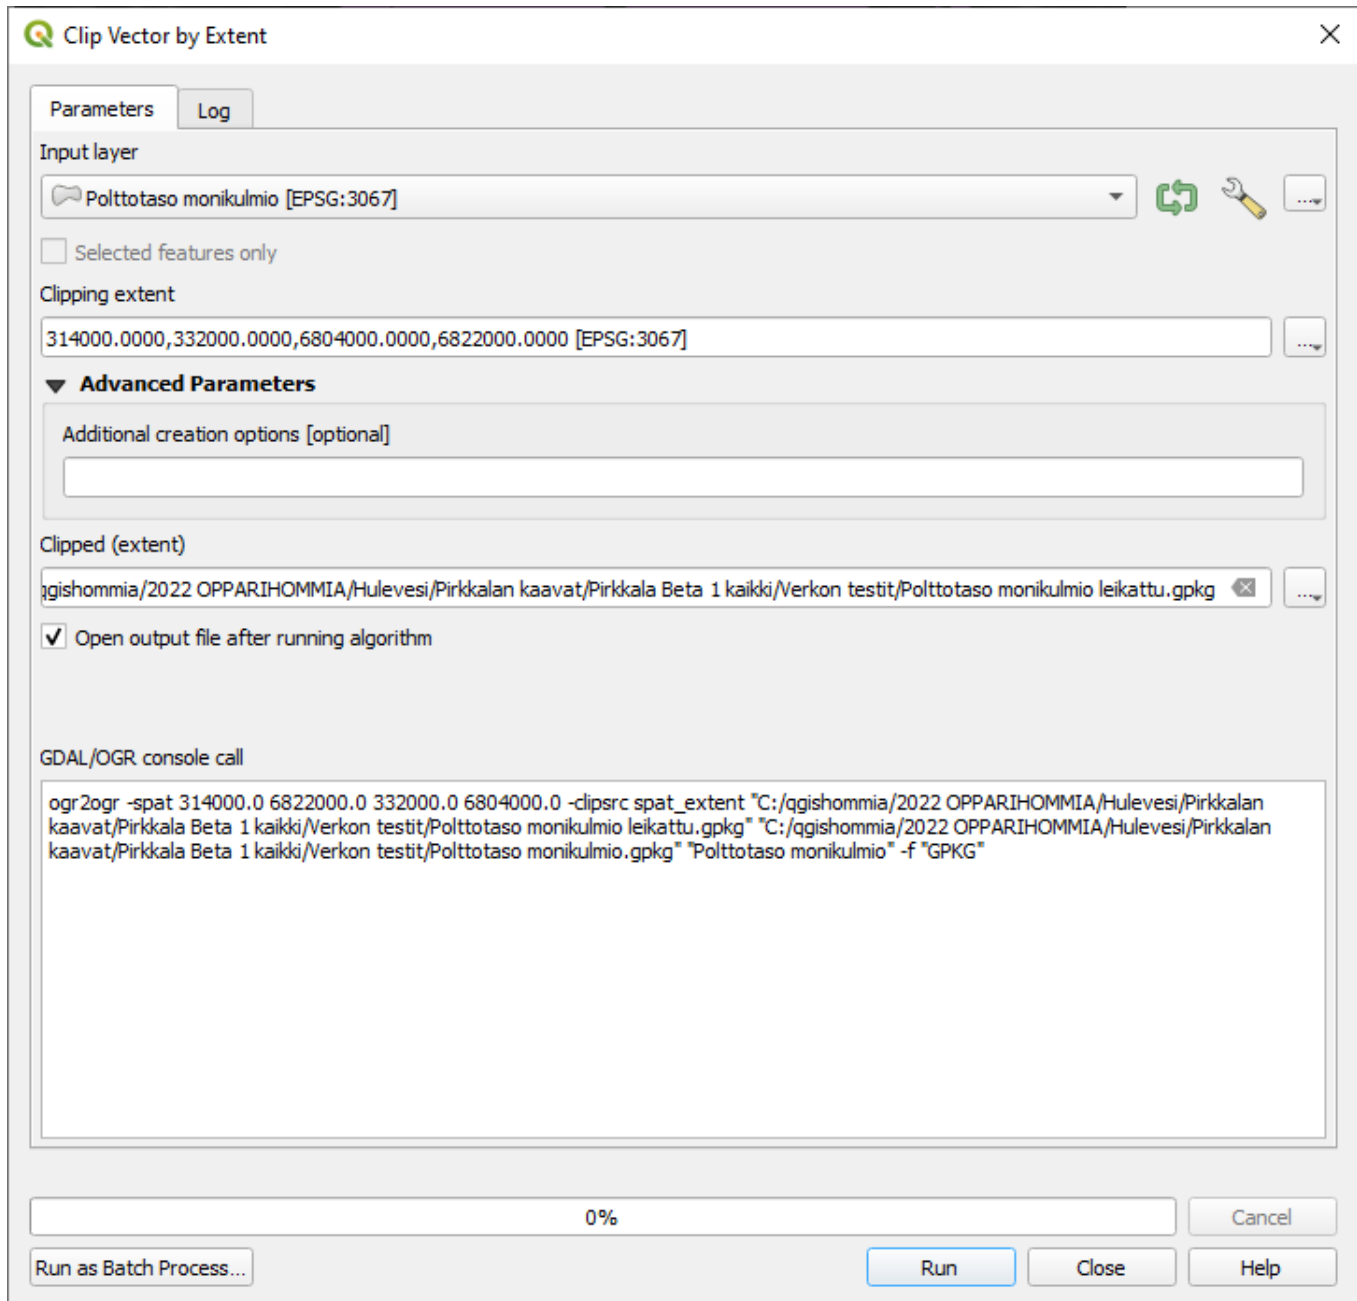 Clip Vector by Extent
Parameters
Log
Input layer
Polttotaso monikulmio [EPSG:3067]
...
Selected features only
Clipping extent
314000.0000,332000.0000,6804000.0000,6822000.0000 [EPSG:3067]
...
Advanced Parameters
Additional creation options [optional]
Clipped (extent)
qgishommia/2022 OPPARIHOMMIA/Hulevesi/Pirkkalan kaavat/Pirkkala Beta 1 kaikki/Verkon testit/Polttotaso monikulmio leikattu.gpkg
...
Open output file after running algorithm
GDAL/OGR console call
ogr2ogr -spat 314000.0 6822000.0 332000.0 6804000.0 -clipsrc spat_extent "C:/qgishommia/2022 OPPARIHOMMIA/Hulevesi/Pirkkalan
kaavat/Pirkkala Beta 1 kaikki/Verkon testit/Polttotaso monikulmio leikattu.gpkg" "C:/qgishommia/2022 OPPARIHOMMIA/Hulevesi/Pirkkalan
kaavat/Pirkkala Beta 1 kaikki/Verkon testit/Polttotaso monikulmio.gpkg" "Polttotaso monikulmio" -f "GPKG"
0%
Cancel
Run as Batch Process...
Run
Close
Help